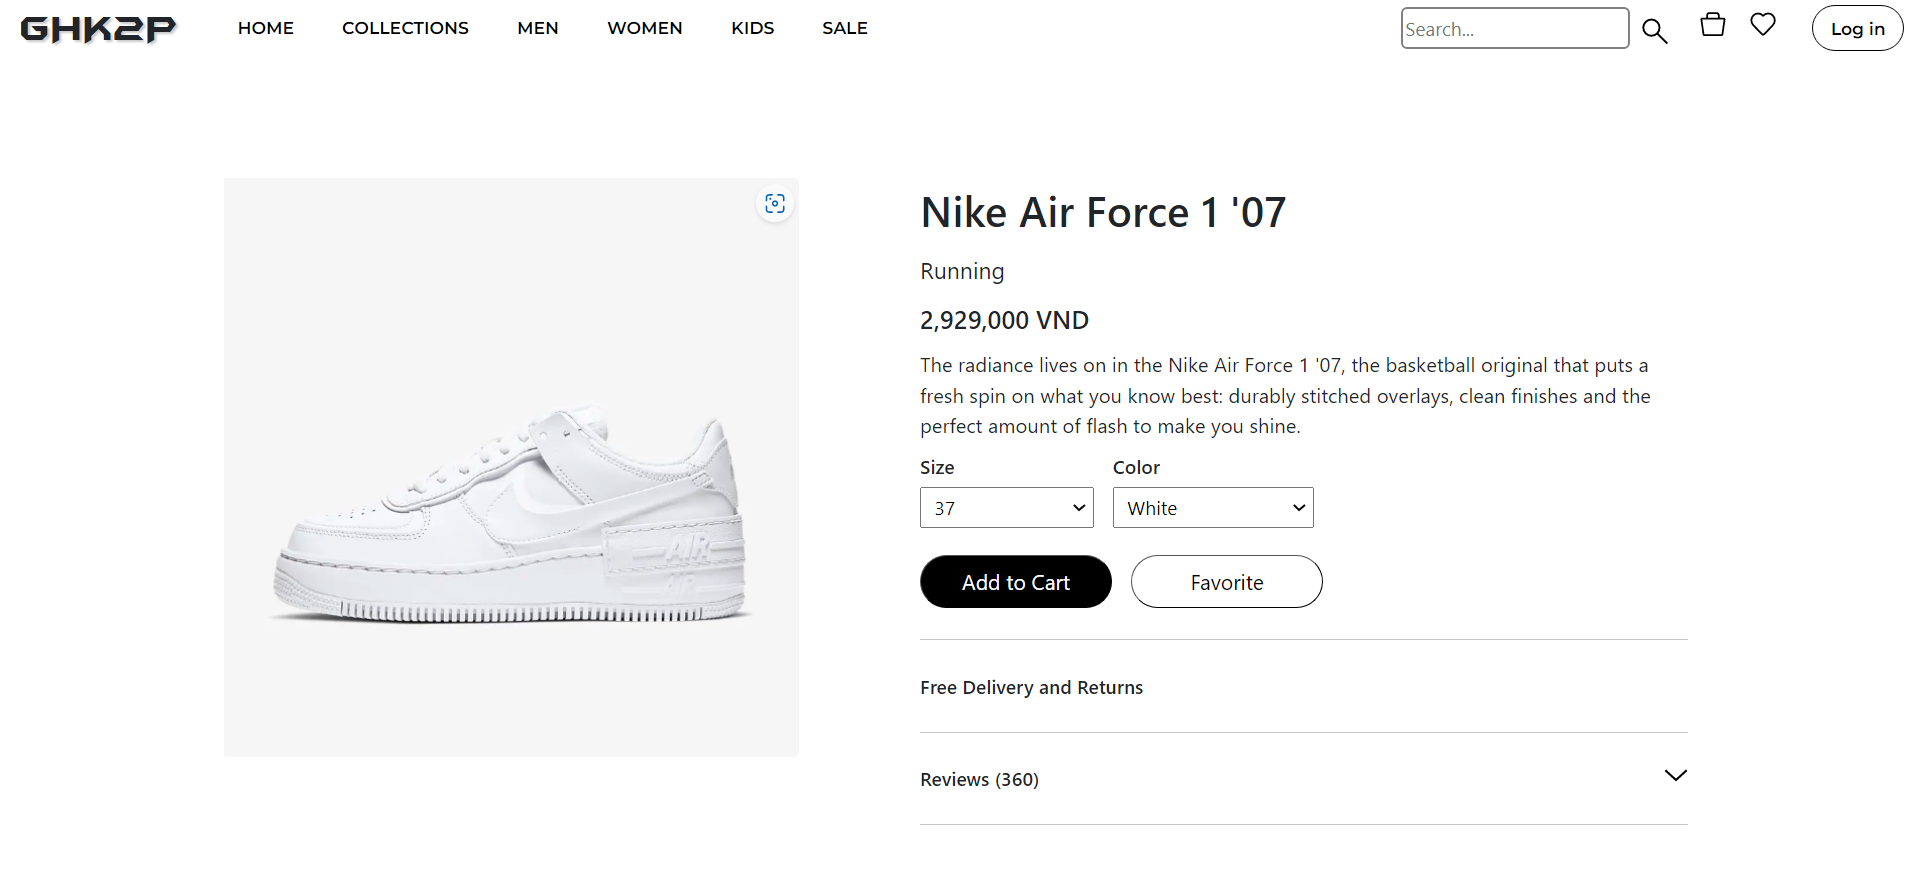 GHK2P
HOME COLLECTIONS MEN WOMEN KIDS SALE
Search...
Log in
Nike Air Force 1 '07
Running
2,929,000 VND
The radiance lives on in the Nike Air Force 1 '07, the basketball original that puts a
fresh spin on what you know best: durably stitched overlays, clean finishes and the
perfect amount of flash to make you shine.
Size Color
37 White
Add to Cart Favorite
Free Delivery and Returns
Reviews (360)
AIR
AIR